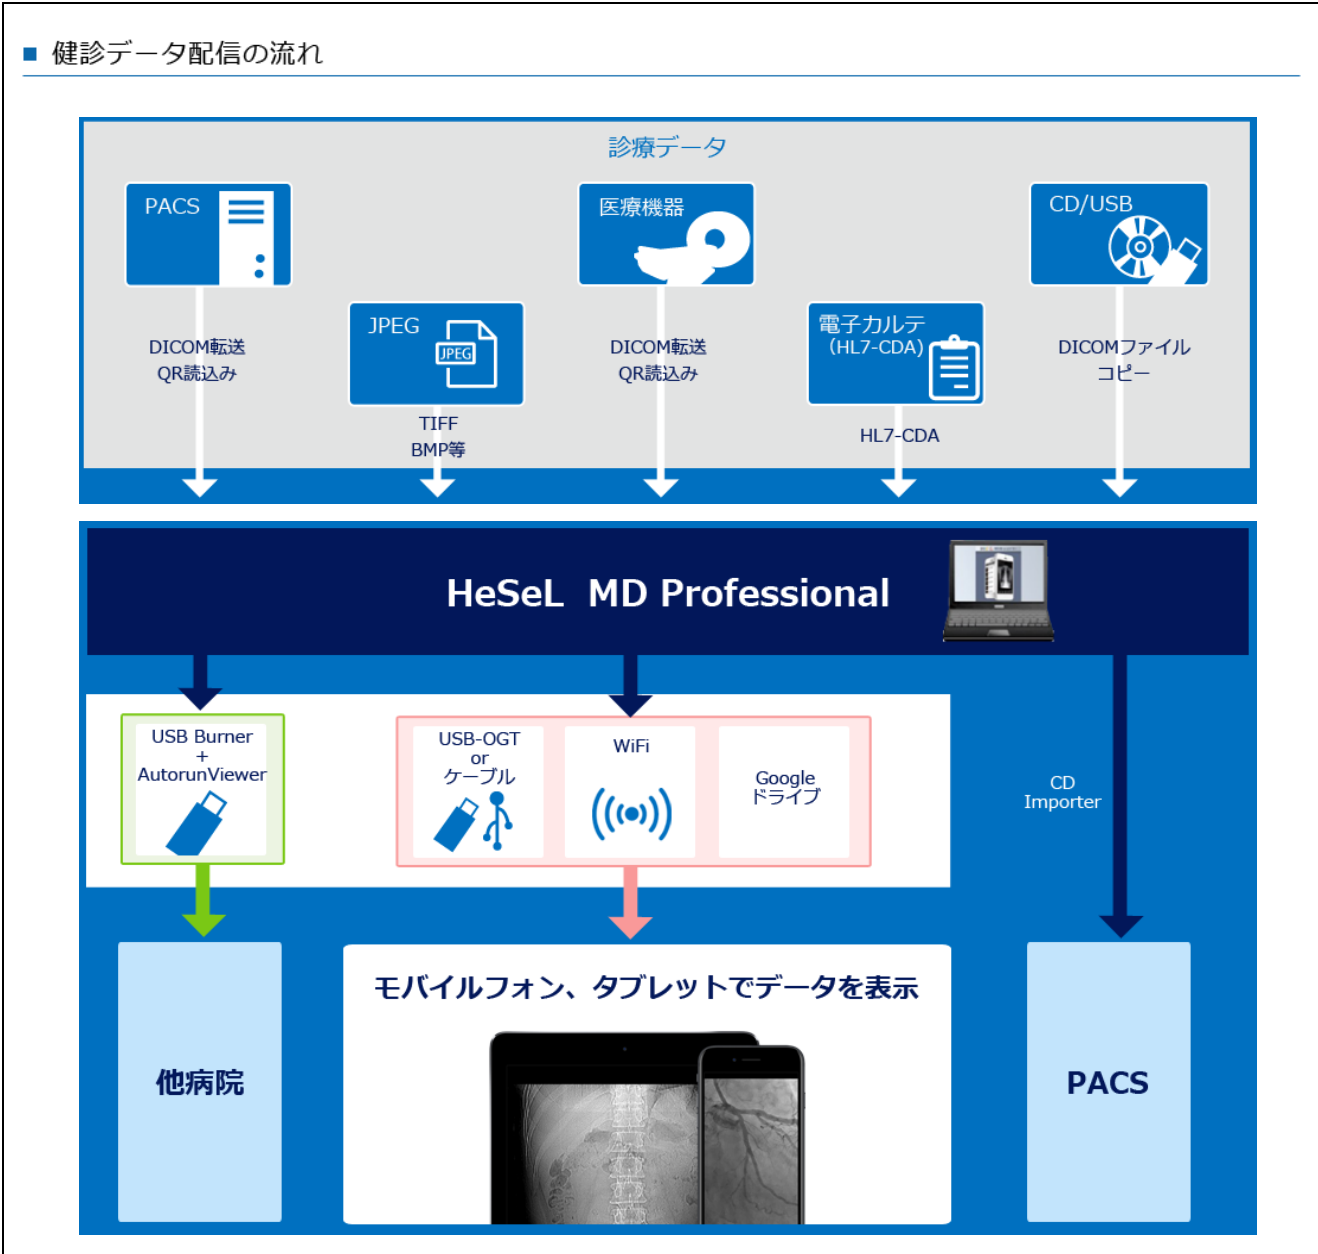 健診データ配信の流れ
診療データ
PACS
DICOM転送
QR読込み
JPEG
JPEG
TIFF
BMP等
医療機器
DICOM転送
QR読込み
電子カルテ
（HL7-CDA)
HL7-CDA
CD/USB
DICOMファイル
コピー
HeSeL MD Professional
USB Burner
+
AutorunViewer
USB-OGT
or
ケーブル
WiFi
Google
ドライブ
CD
Importer
他病院
モバイルフォン、タブレットでデータを表示
PACS